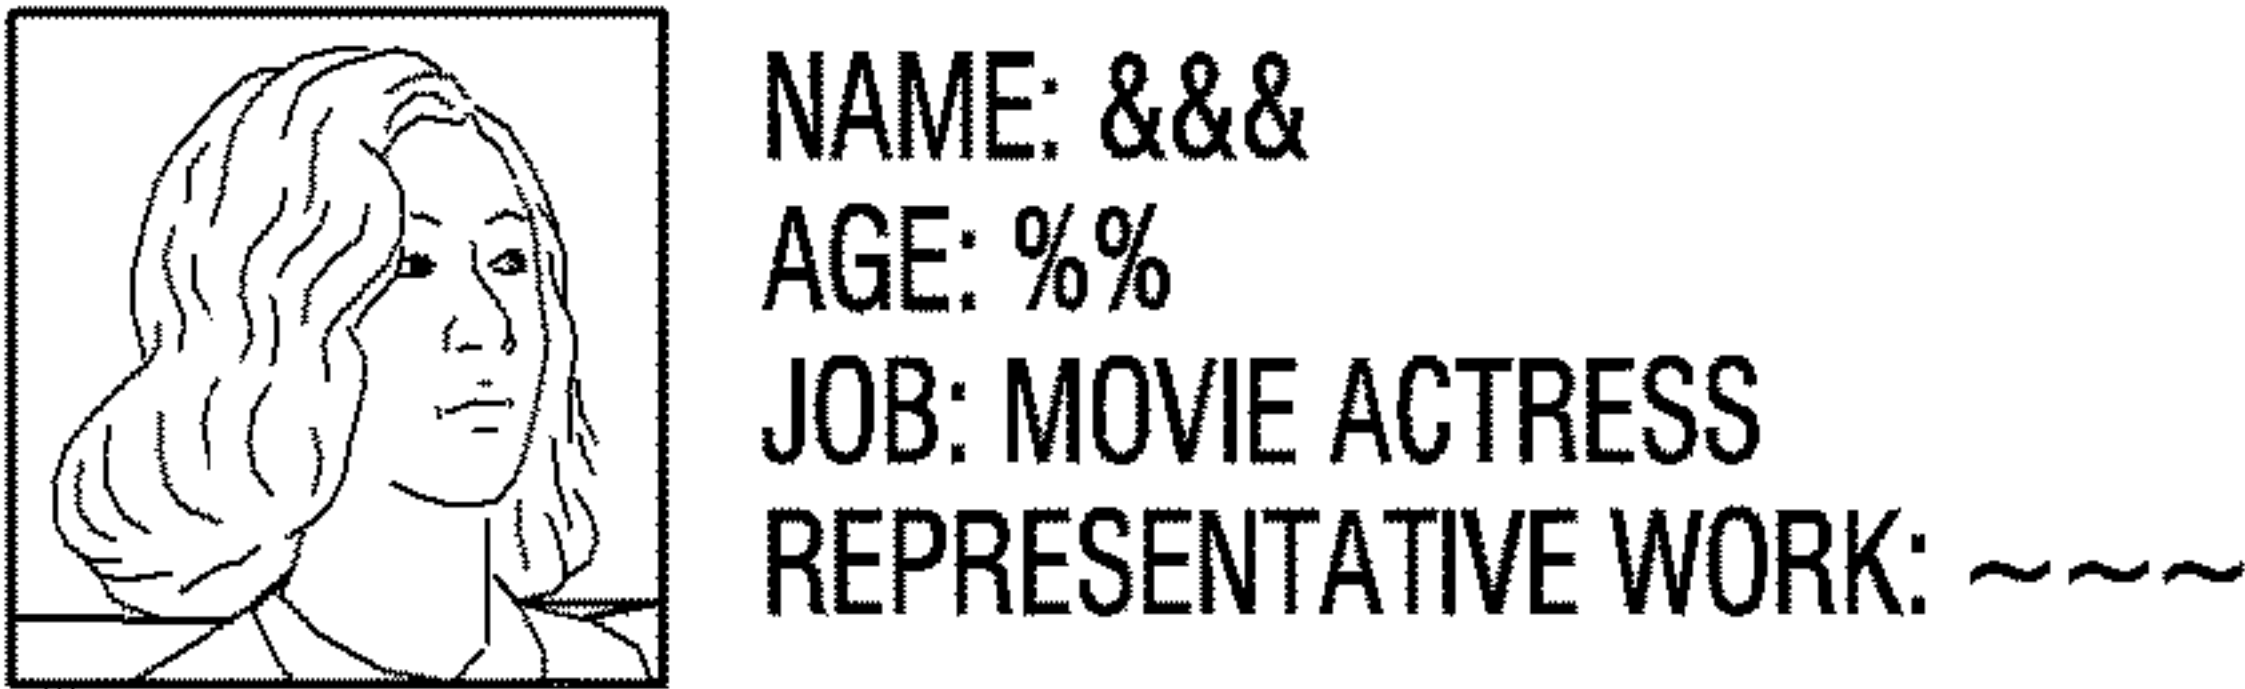 NAME: &&&
AGE: %%
JOB: MOVIE ACTRESS
REPRESENTATIVE WORK: ~~~